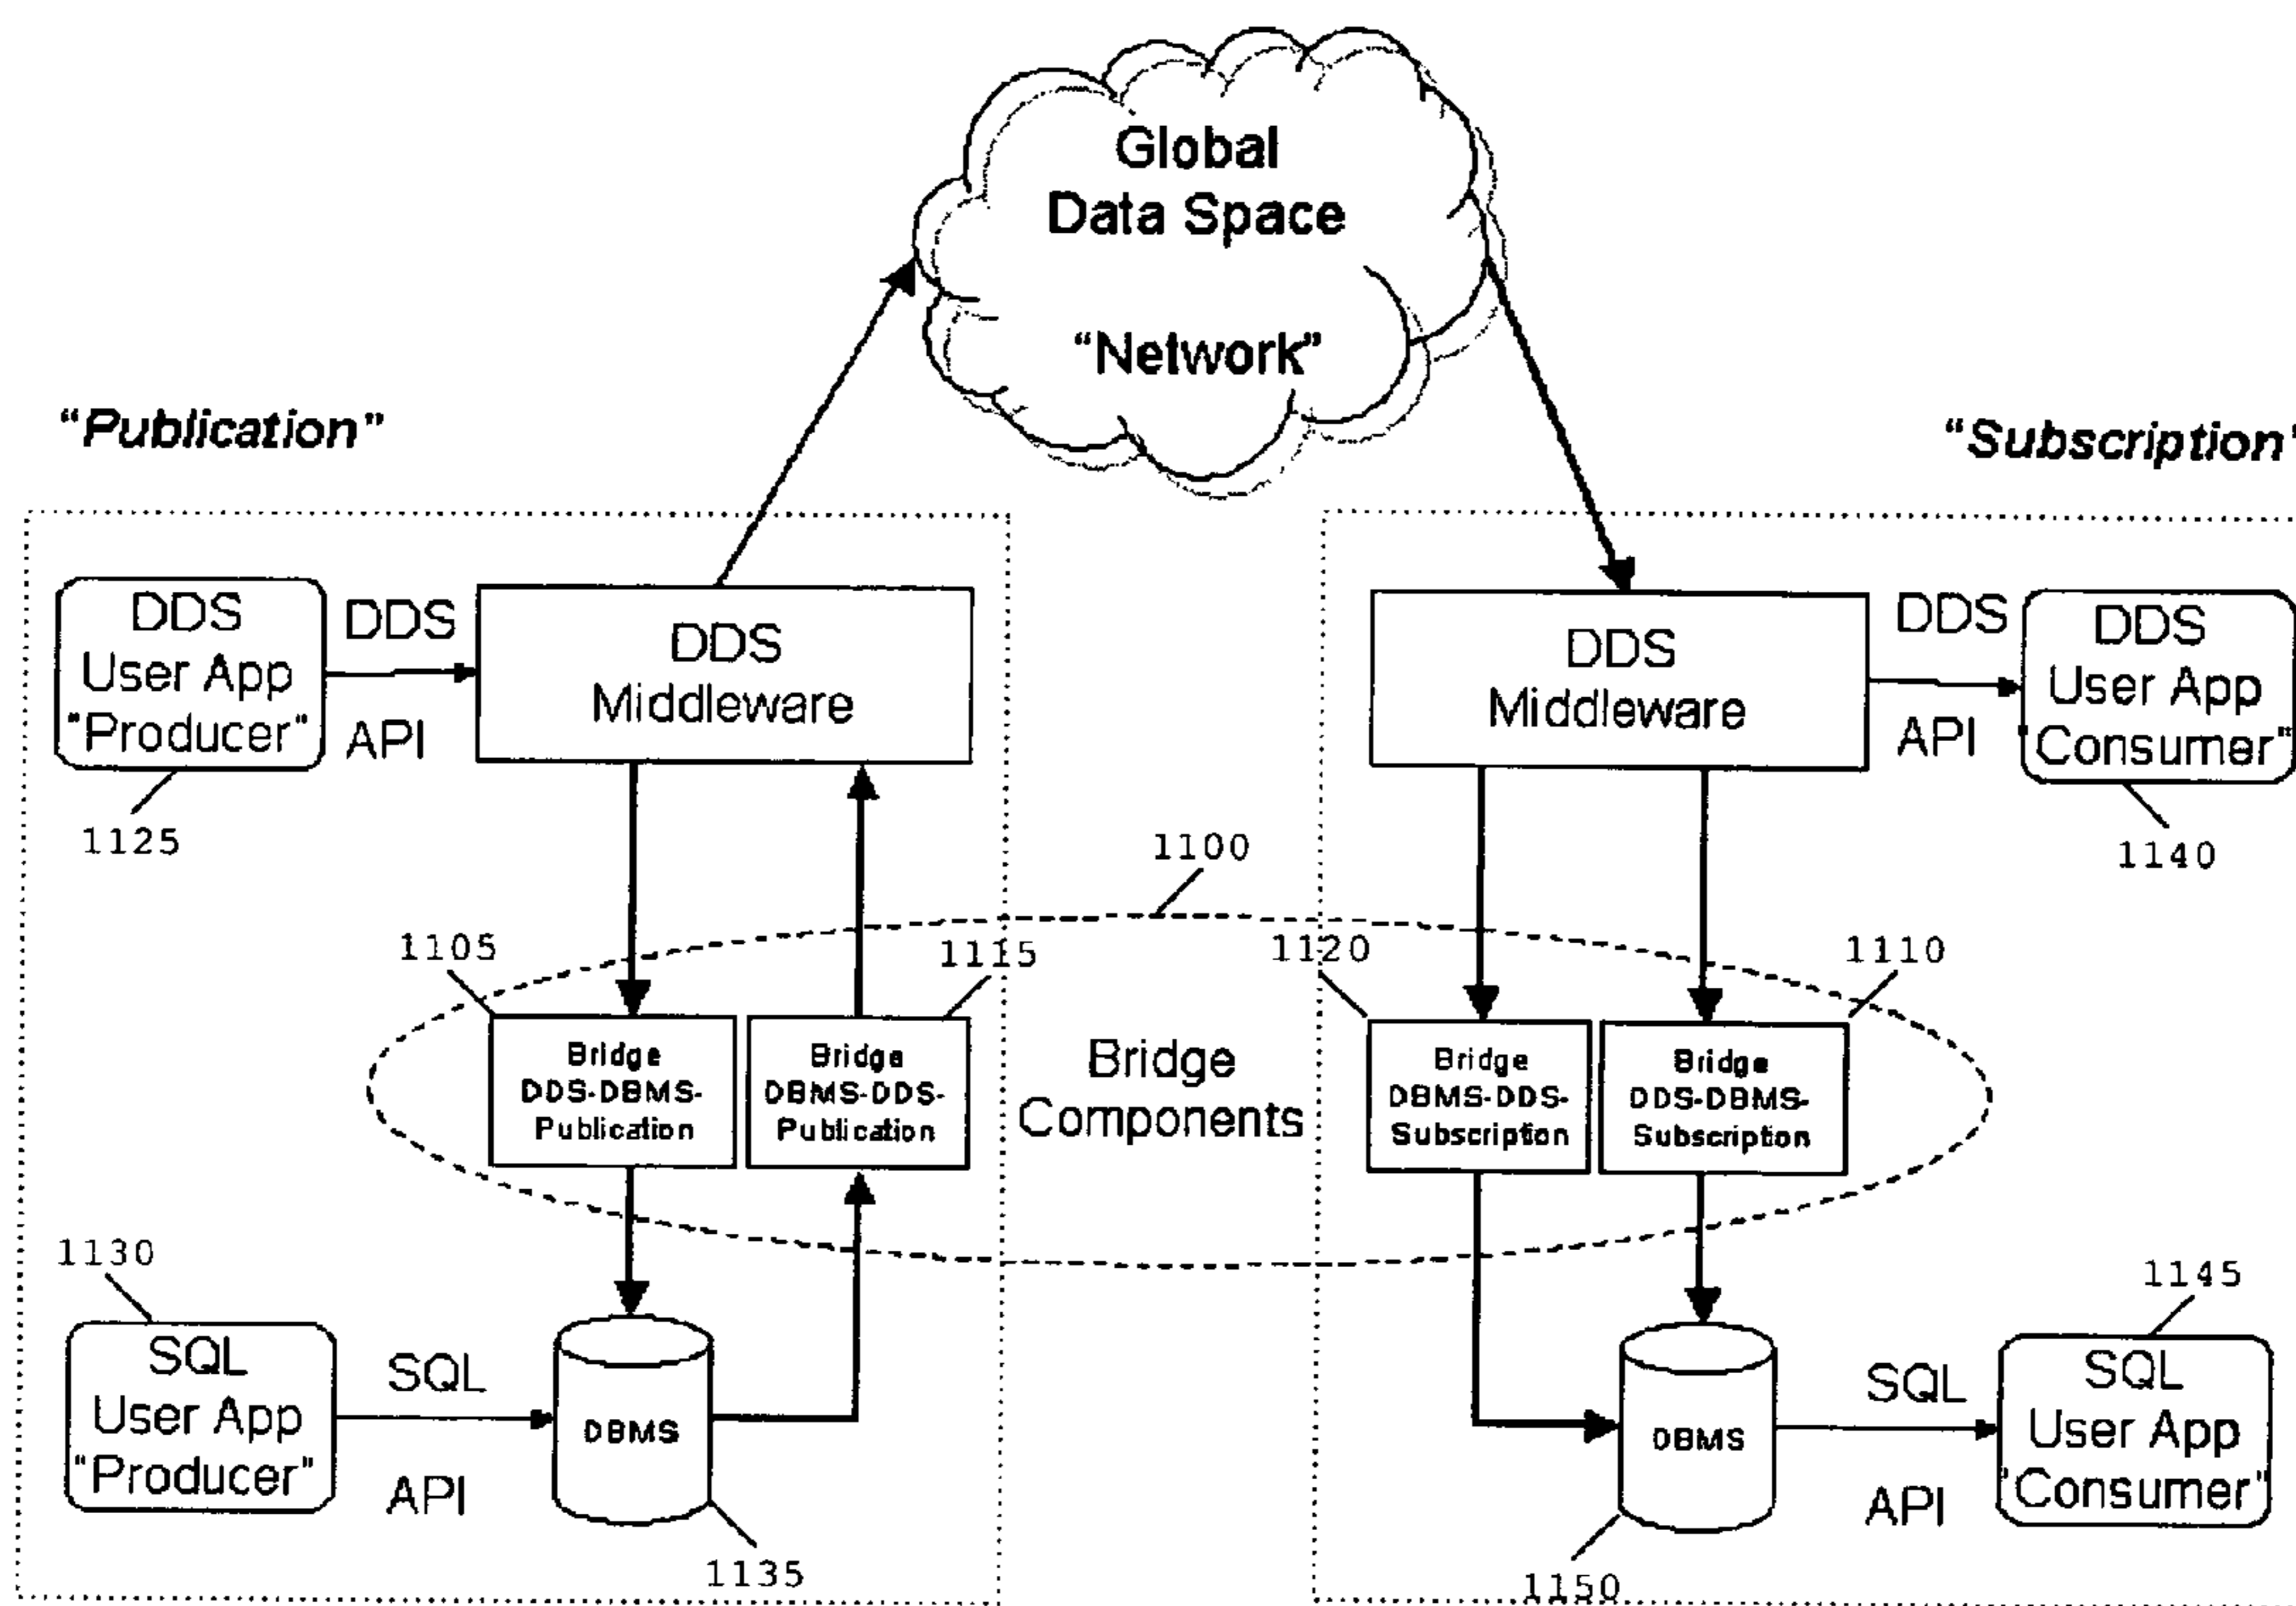 Global
Data Space
“Network”
“Publication”
“Subscription"
DDS
User App
"Producer"
DDS
API
DDS
Middleware
1125
DDS
Middleware
DDS
API
DDS
User App
Consumer"
1140
1100
1105
1115
1120
1110
Bridge
DDS-DBMS-
Publication
Bridge
DBMS-DDS-
Publication
Bridge
Components
Bridge
DBMS-DDS-
Subscription
Bridge
DDS-DBMS-
Subscription
1130
SQL
User App
"Producer"
SQL
API
DBMS
1135
DBMS
1150
SQL
API
1145
SQL
User App
"Consumer"